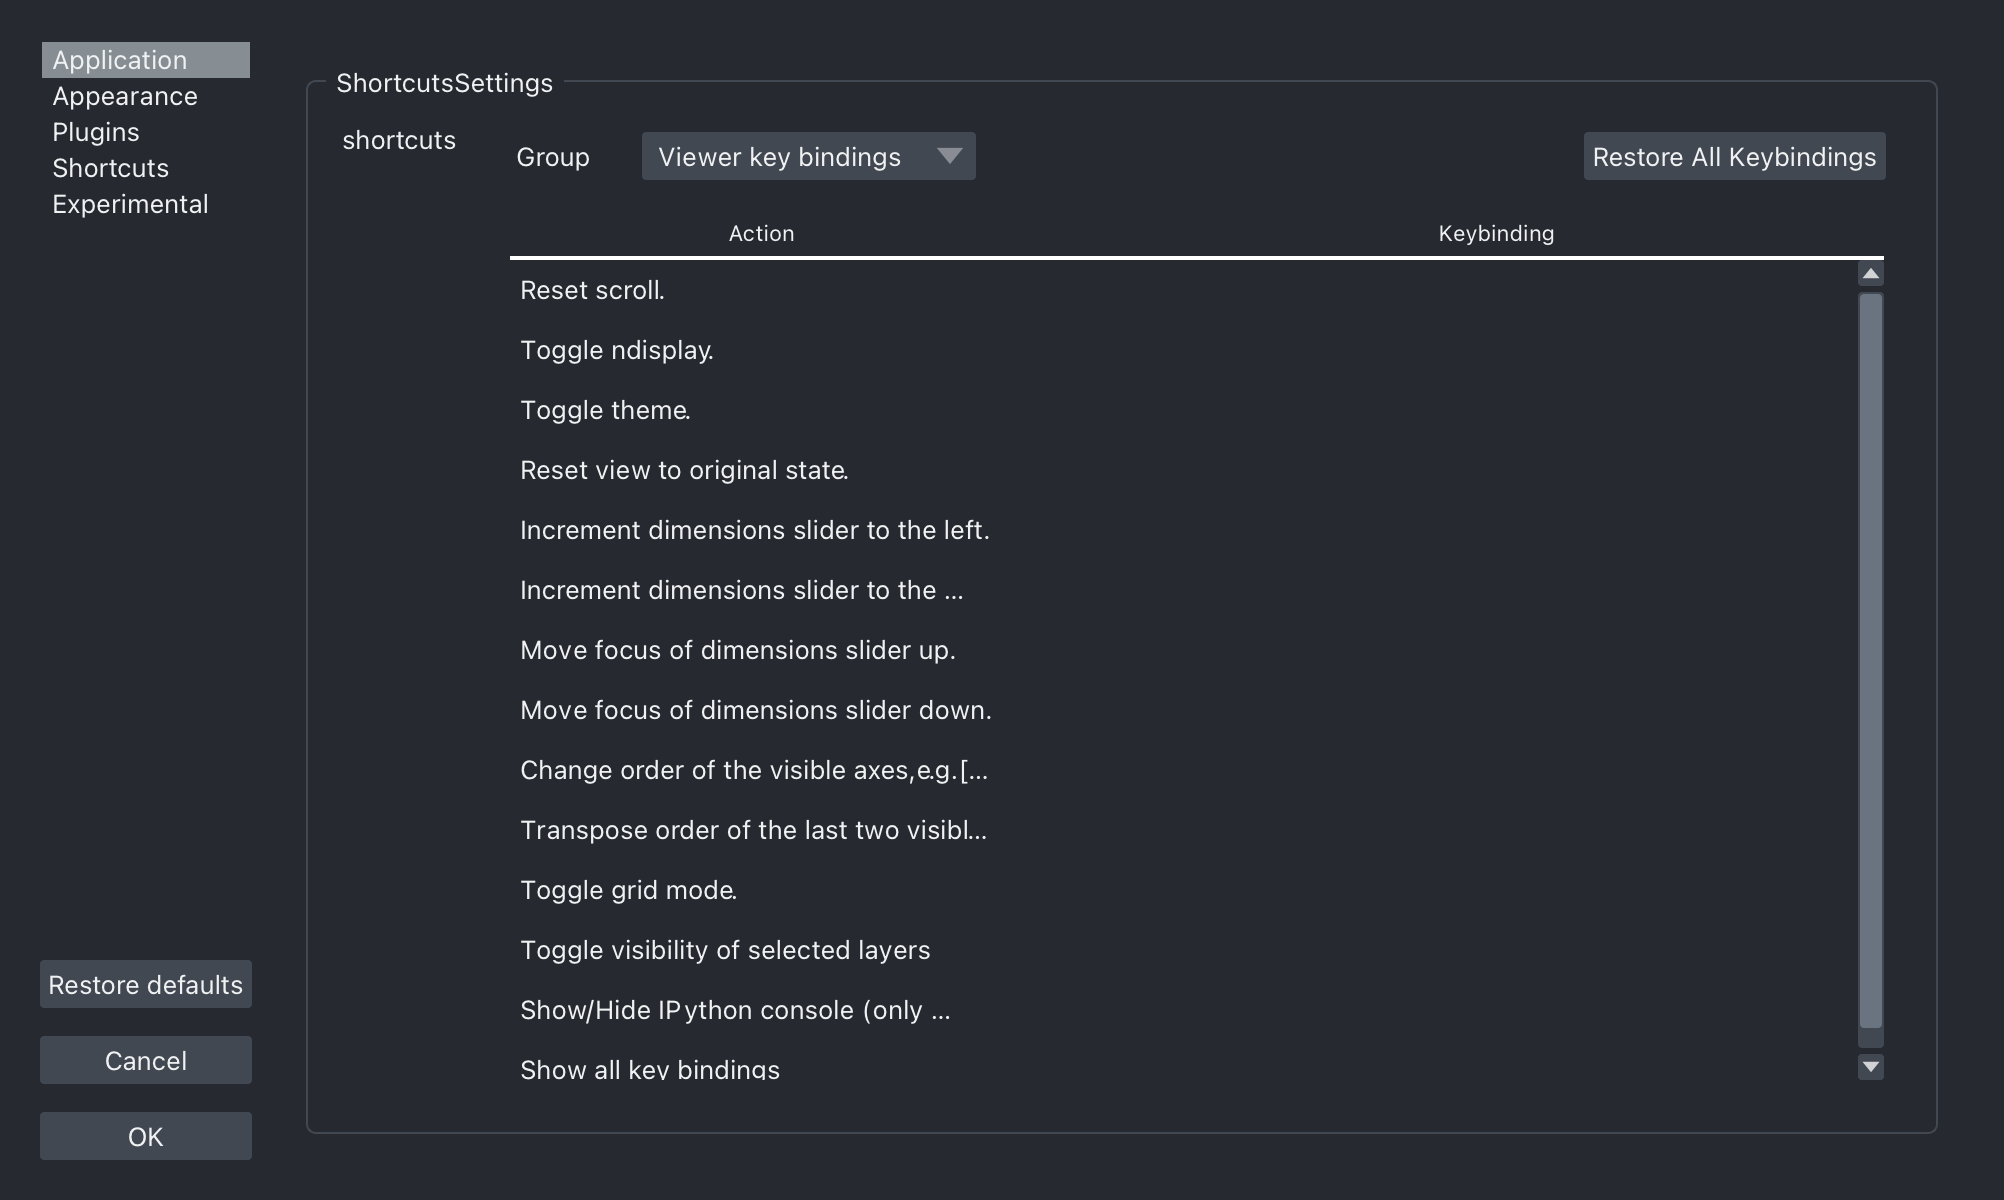 Application
Appearance
Plugins
Shortcuts
Experimental
ShortcutsSettings
shortcuts
Group
Viewer key bindings
Restore All Keybindings
Action
Keybinding
Reset scroll.
Toggle ndisplay.
Toggle theme.
Reset view to original state.
Increment dimensions slider to the left.
Increment dimensions slider to the ...
Move focus of dimensions slider up.
Move focus of dimensions slider down.
Change order of the visible axes,e.g.[...
Transpose order of the last two visibl...
Toggle grid mode.
Toggle visibility of selected layers
Show/Hide IPython console (only ...
Show all key bindings
Restore defaults
Cancel
OK